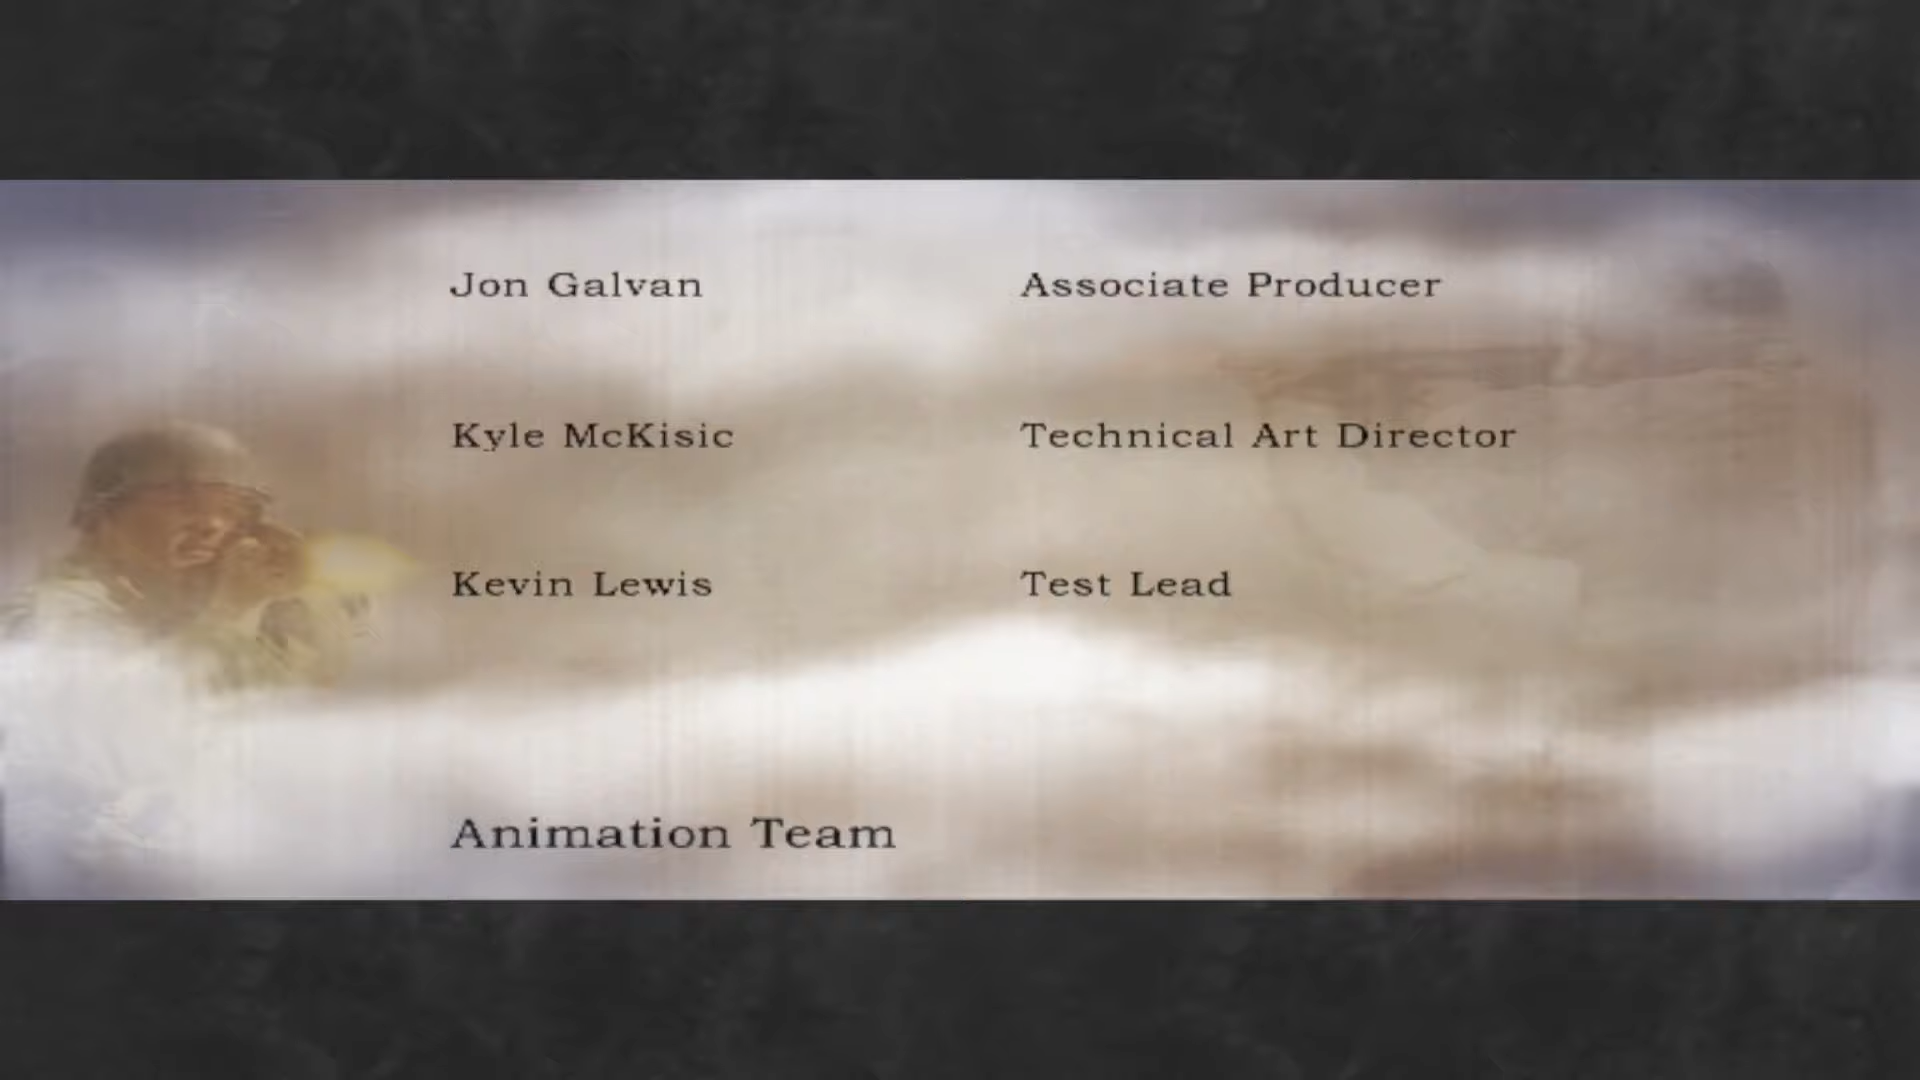 Jon Galvan Associate Producer
Kyle McKisic Technical Art Director
Kevin Lewis Test Lead
Animation Team